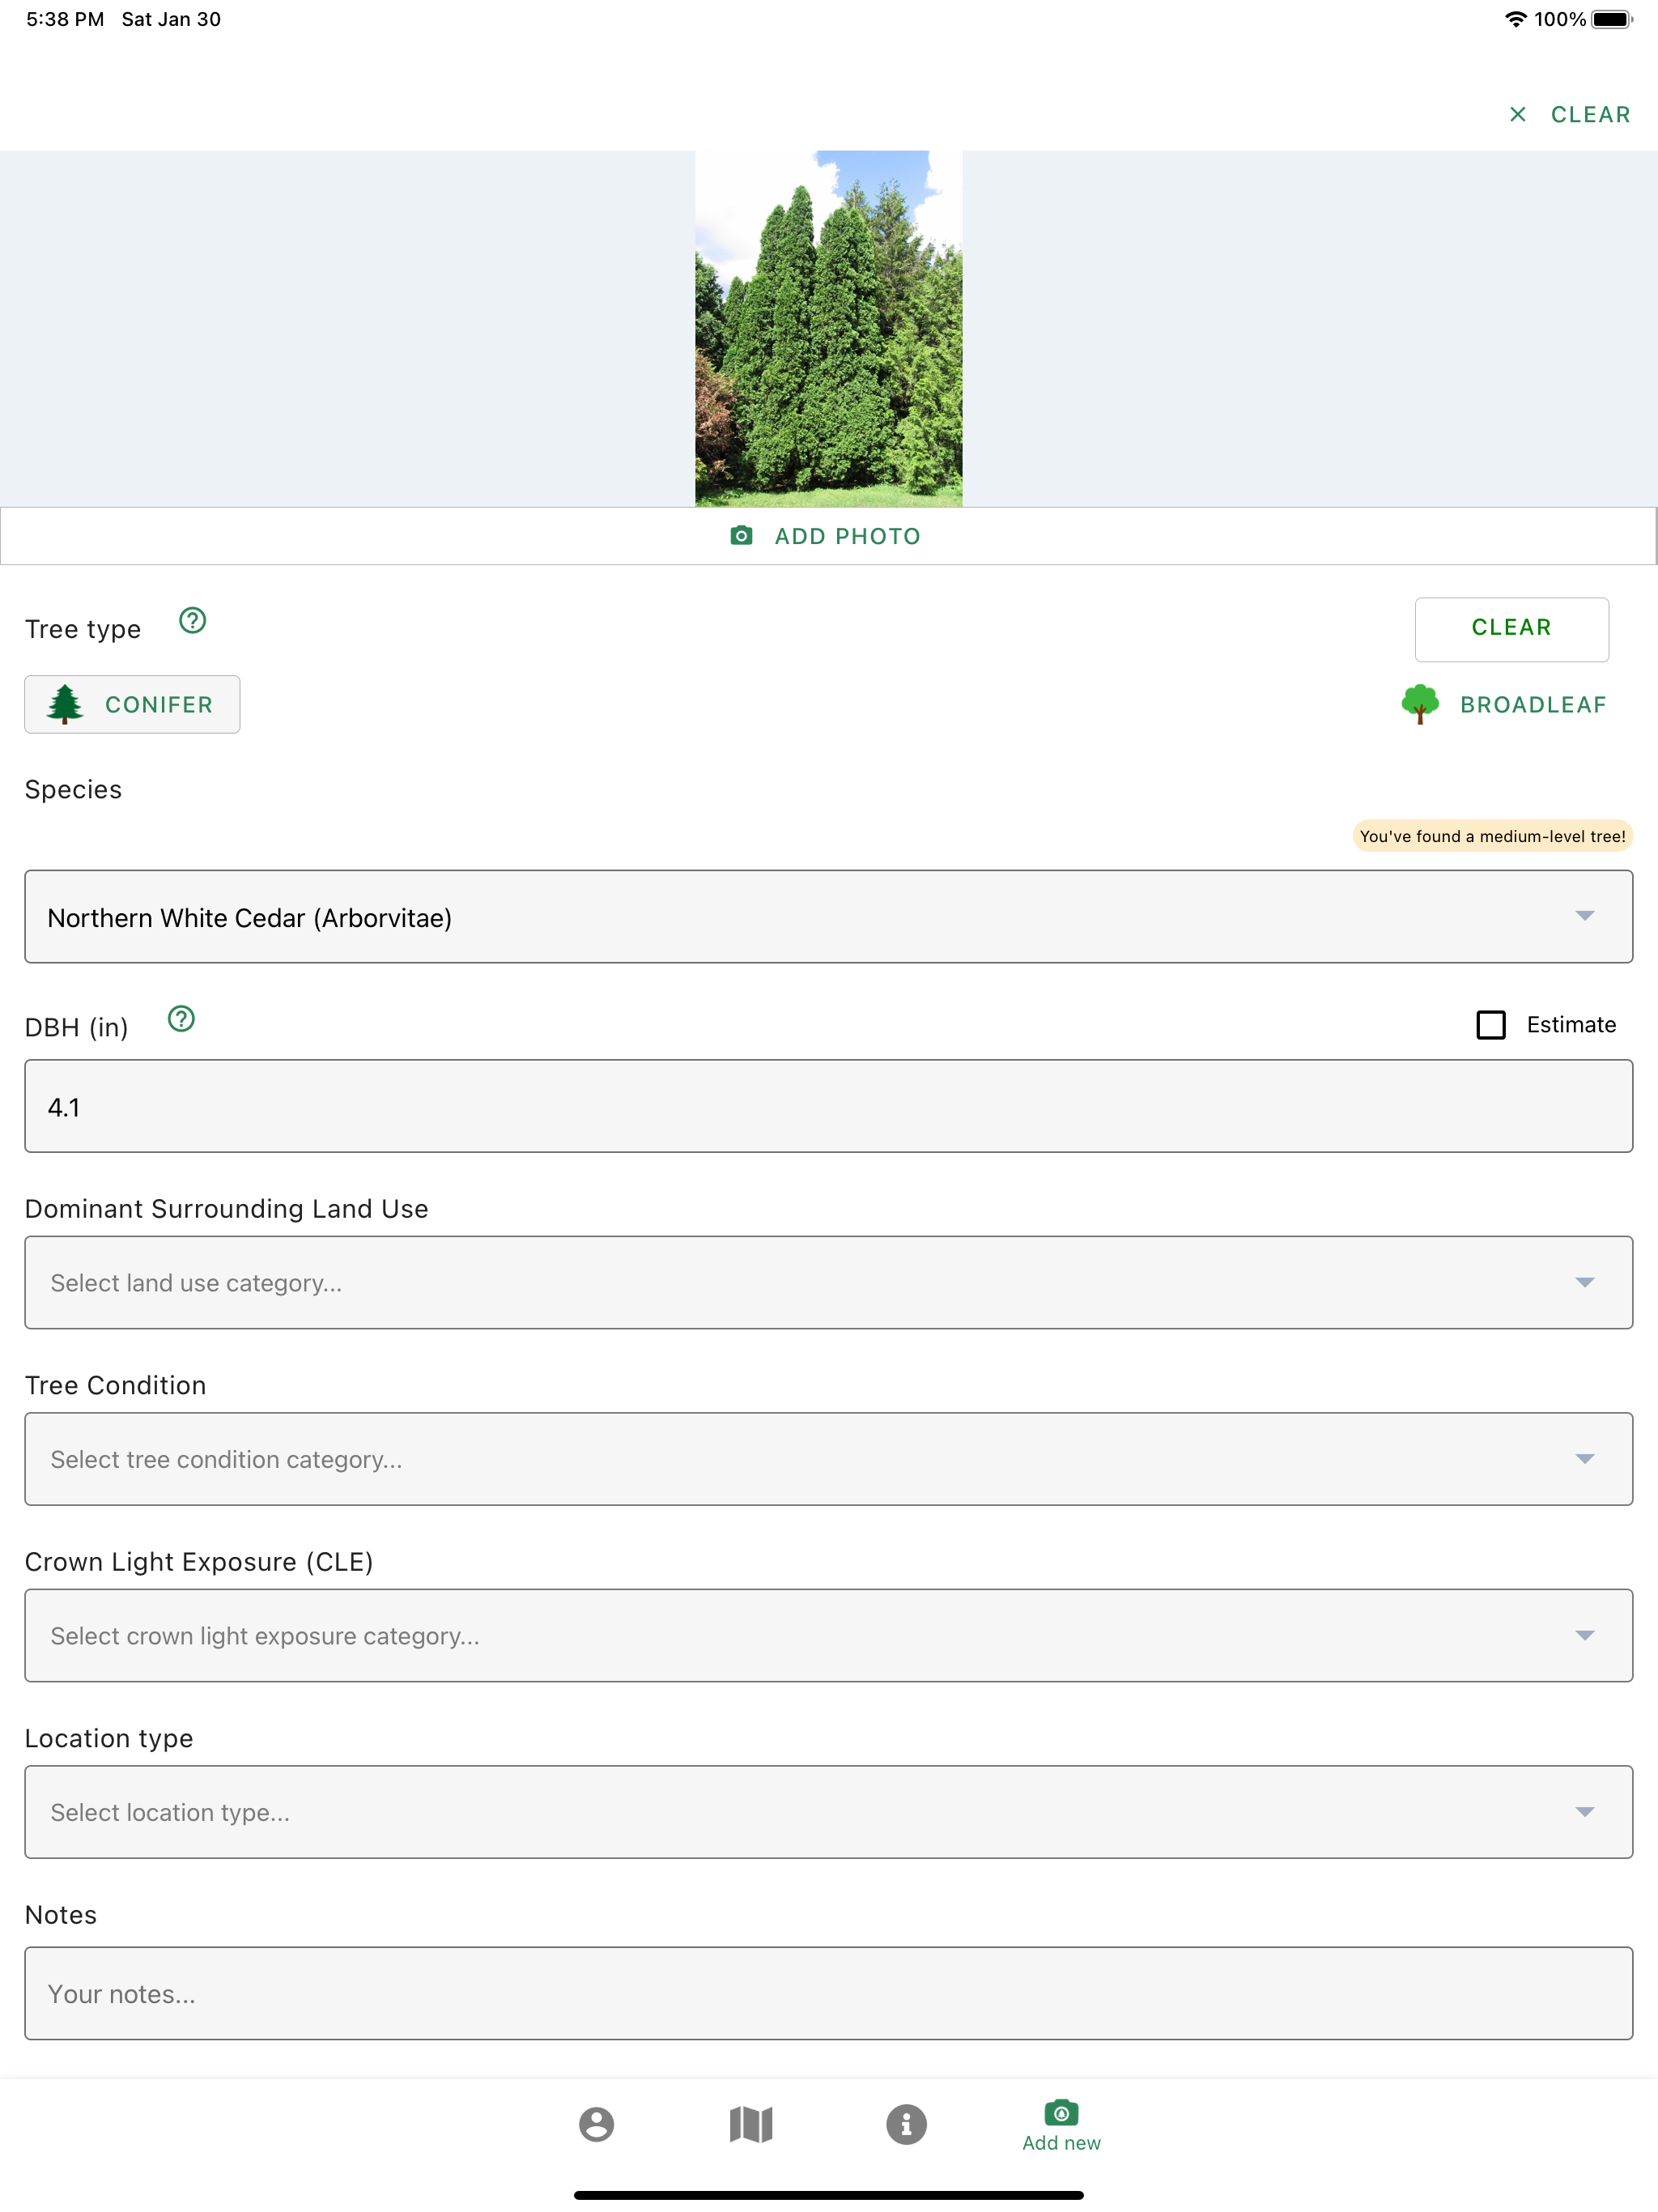 5:38 PM Sat Jan 30 100%
CLEAR
ADD PHOTO
Tree type
CLEAR
CONIFER BROADLEAF
Species
You've found a medium-level tree!
Northern White Cedar (Arborvitae)
DBH (in) Estimate
4.1
Dominant Surrounding Land Use
Select land use category...
Tree Condition
Select tree condition category...
Crown Light Exposure (CLE)
Select crown light exposure category...
Location type
Select location type...
Notes
Your notes...
Add new